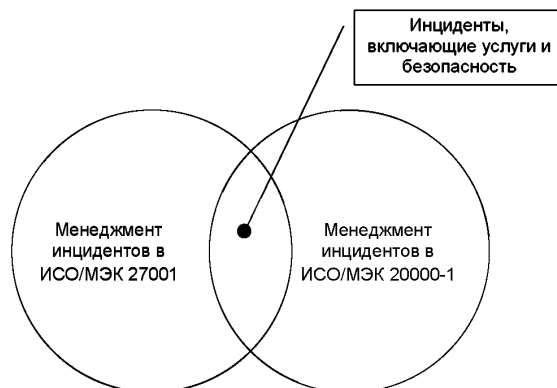 Инциденты,
включающие услуги и
безопасность
Менеджмент
инцидентов в
ИСО/МЭК 27001
Менеджмент
инцидентов в
ИСО/МЭК 20000-1